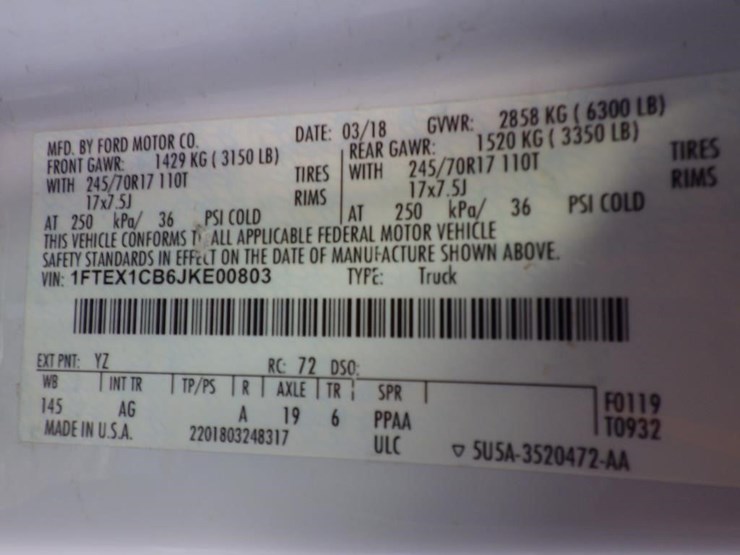 MFD. BY FORD MOTOR CO. DATE: 03/18 GVWR: 2858 KG ( 6300 LB)
FRONT GAWR: 1429 KG ( 3150 LB) REAR GAWR: 1520 KG ( 3350 LB)
WITH 245/70R17 110T TIRES WITH 245/70R17 110T TIRES
17x7.5J RIMS 17x7.5J RIMS
AT 250 kPa/ 36 PSI COLD AT 250 kPa/ 36 PSI COLD
THIS VEHICLE CONFORMS T ALL APPLICABLE FEDERAL MOTOR VEHICLE
SAFETY STANDARDS IN EFFECT ON THE DATE OF MANUFACTURE SHOWN ABOVE.
VIN: 1FTEX1CB6JKE00803 TYPE: Truck
EXT PNT: YZ RC: 72 DSO:
WB INT TR TP/PS R AXLE TR SPR
145 AG A 19 6 PPAA F0119
MADE IN U.S.A. 2201803248317 ULC T0932
▽ 5U5A-3520472-AA